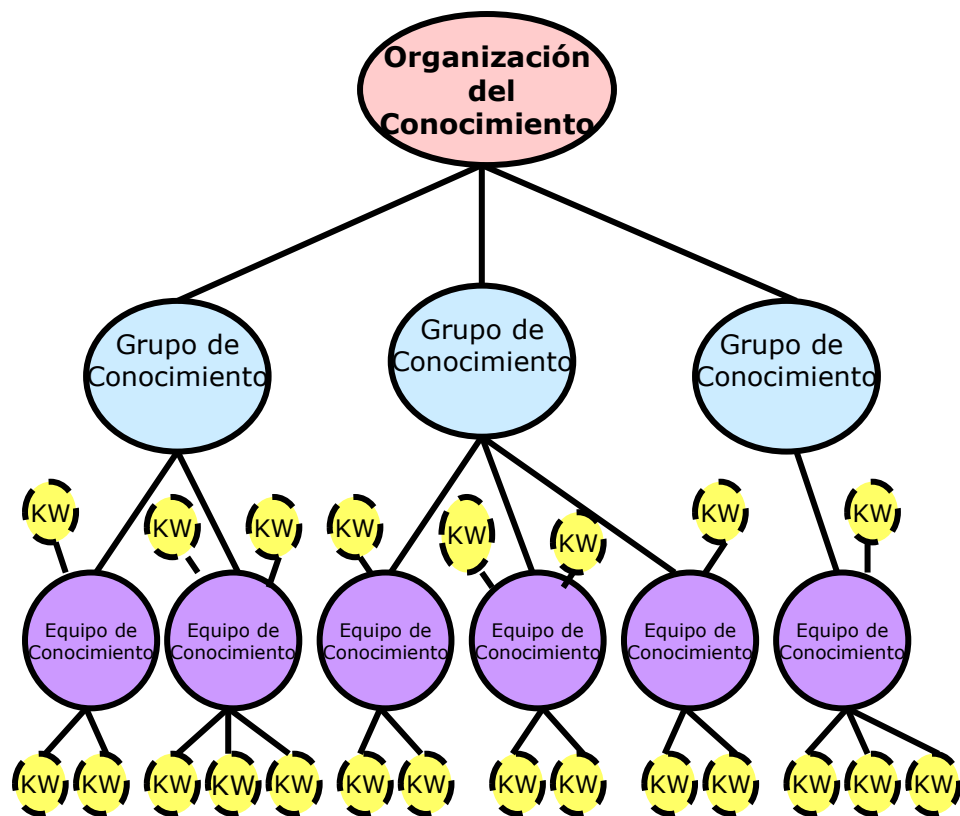 Organización
del
Conocimiento
Grupo de
Conocimiento
Grupo de
Conocimiento
Grupo de
Conocimiento
KW
KW
KW
KW
KW
KW
KW
KW
Equipo de
Conocimiento
Equipo de
Conocimiento
Equipo de
Conocimiento
Equipo de
Conocimiento
Equipo de
Conocimiento
Equipo de
Conocimiento
KW
KW
KW
KW
KW
KW
KW
KW
KW
KW
KW
KW
KW
KW